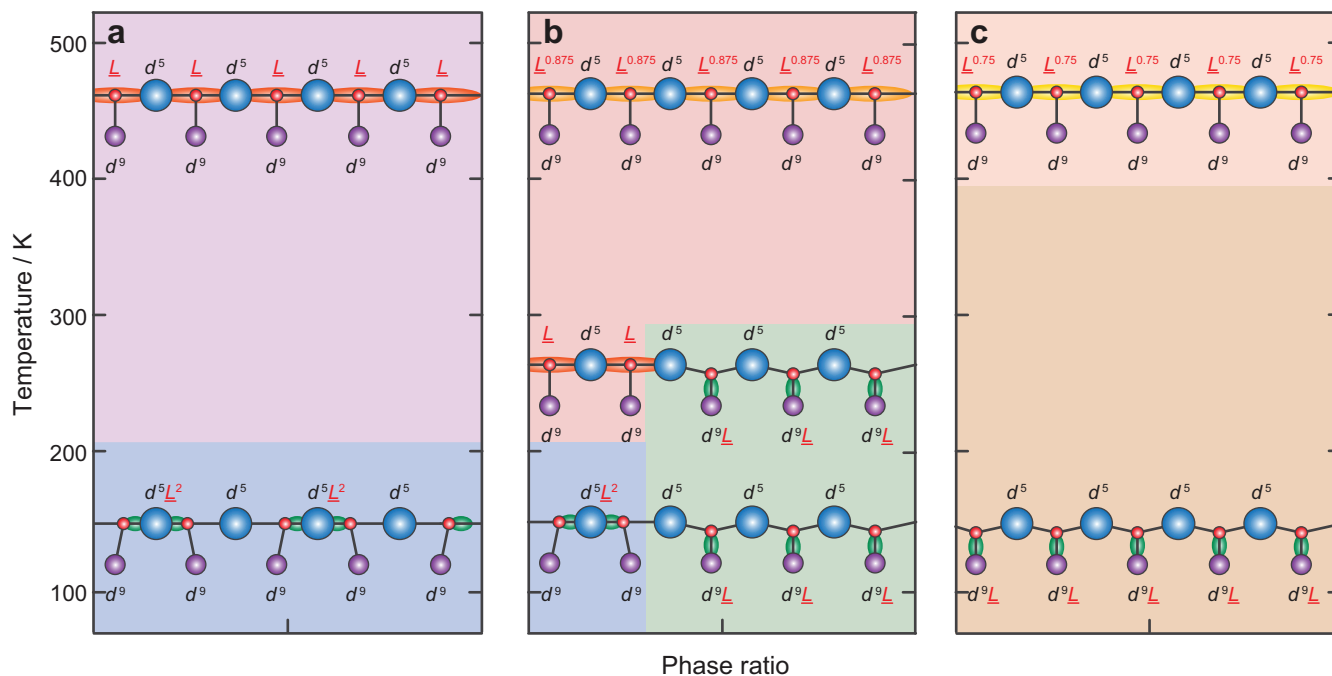 a b c
500
400
300
200
100
Temperature / K
L d⁵ L d⁵ L d⁵ L d⁵ L
d⁹ d⁹ d⁹ d⁹ d⁹
d⁵L² d⁵ d⁵L² d⁵
d⁹ d⁹ d⁹ d⁹ d⁹
L⁰·⁸⁷⁵ d⁵ L⁰·⁸⁷⁵ d⁵ L⁰·⁸⁷⁵ d⁵ L⁰·⁸⁷⁵ d⁵ L⁰·⁸⁷⁵
d⁹ d⁹ d⁹ d⁹ d⁹
L d⁵ L d⁵ d⁵ d⁵
d⁹ d⁹ d⁹L d⁹L d⁹L
d⁵L² d⁵ d⁵ d⁵
d⁹ d⁹ d⁹L d⁹L d⁹L
L⁰·⁷⁵ d⁵ L⁰·⁷⁵ d⁵ L⁰·⁷⁵ d⁵ L⁰·⁷⁵ d⁵ L⁰·⁷⁵
d⁹ d⁹ d⁹ d⁹ d⁹
d⁵ d⁵ d⁵ d⁵
d⁹L d⁹L d⁹L d⁹L d⁹L
Phase ratio